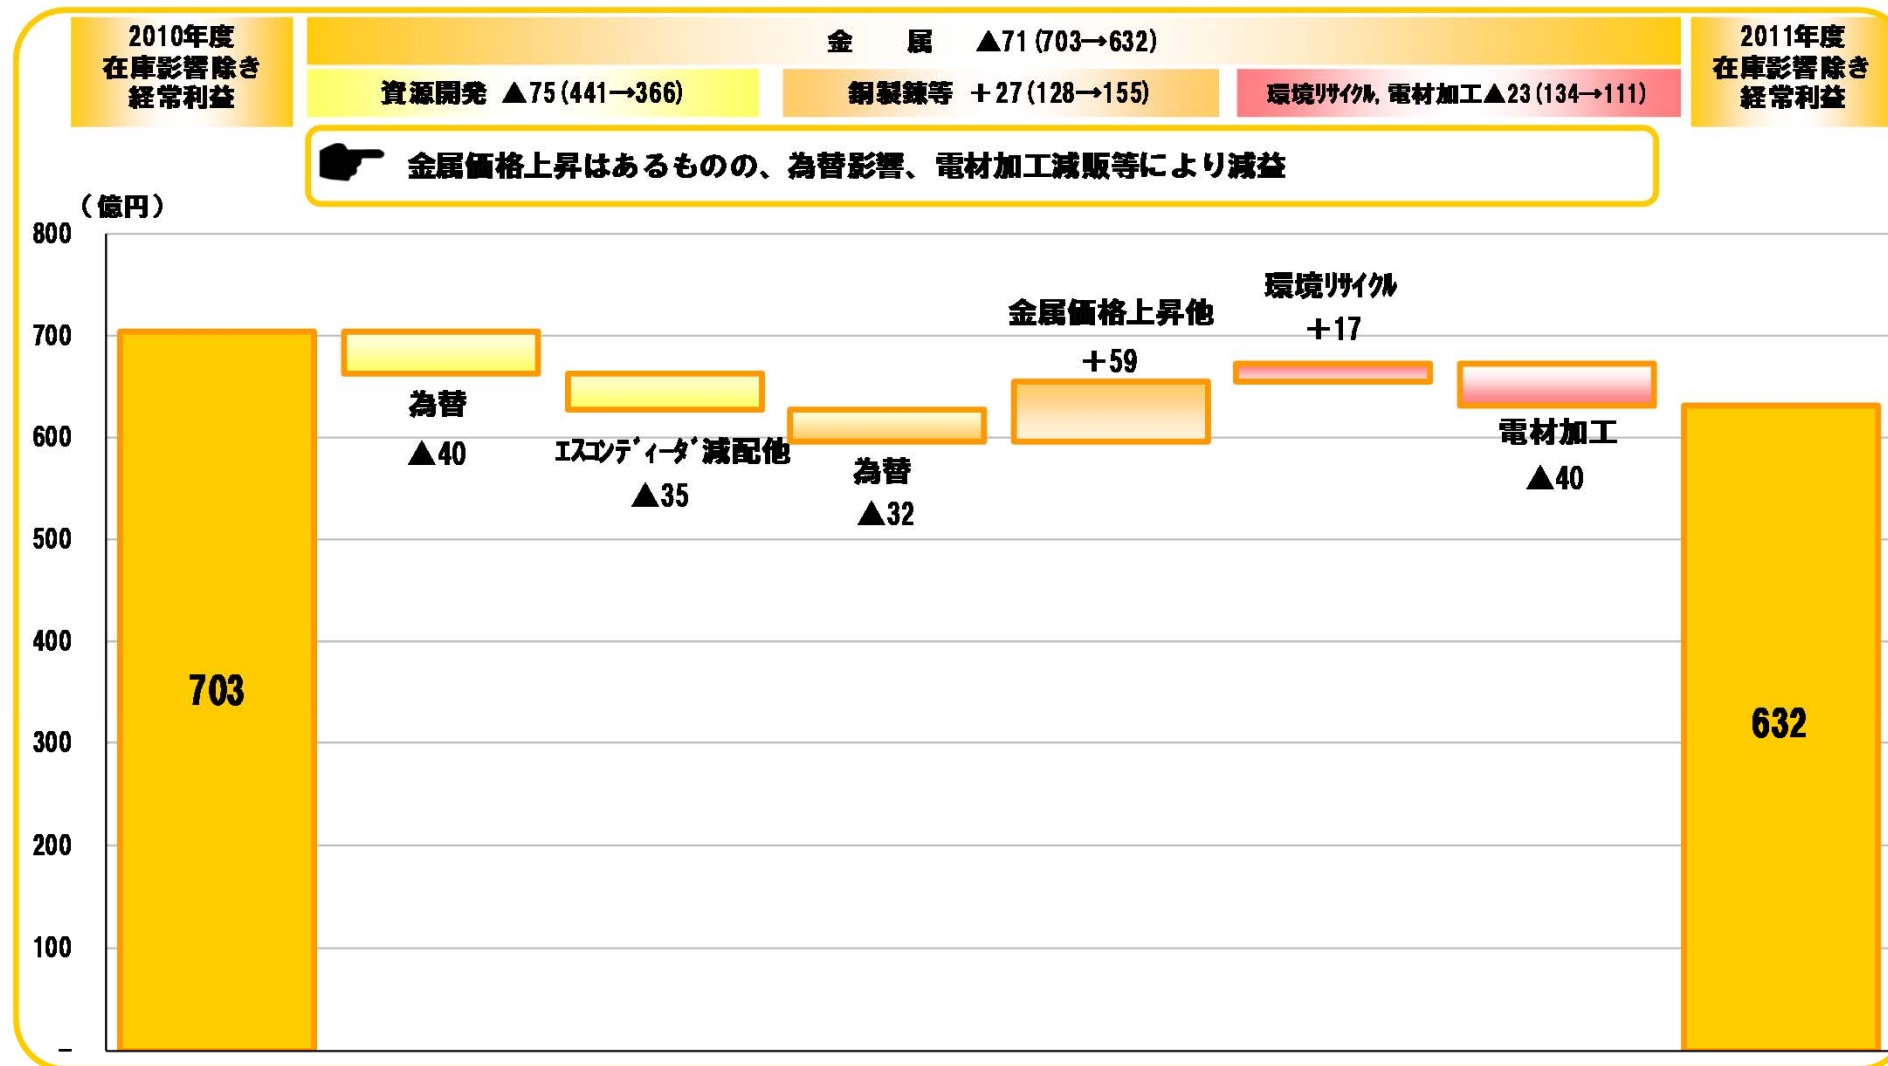 2010年度
在庫影響除き
経常利益
金　　属　▲71(703→632)
資源開発 ▲75(441→366)
銅製錬等 ＋27(128→155)
環境ﾘｻｲｸﾙ, 電材加工▲23(134→111)
2011年度
在庫影響除き
経常利益
金属価格上昇はあるものの、為替影響、電材加工減販等により減益
（億円）
800
700
600
500
400
300
200
100
−
703
為替
▲40
ｴｽｺﾝﾃﾞｨｰﾀﾞ減配他
▲35
為替
▲32
金属価格上昇他
＋59
環境ﾘｻｲｸﾙ
＋17
電材加工
▲40
632